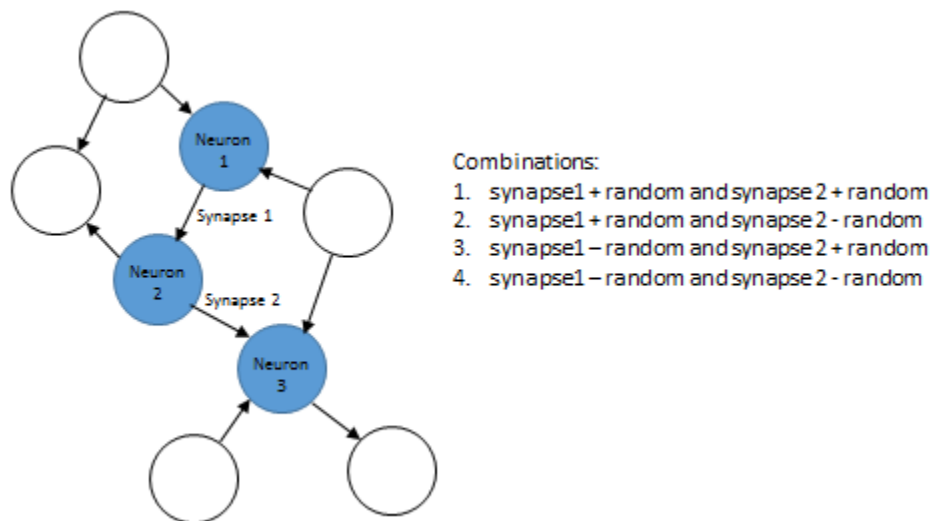 Neuron
1
Synapse 1
Neuron
2
Synapse 2
Neuron
3
Combinations:
1. synapse1 + random and synapse 2 + random
2. synapse1 + random and synapse 2 - random
3. synapse1 – random and synapse 2 + random
4. synapse1 – random and synapse 2 - random